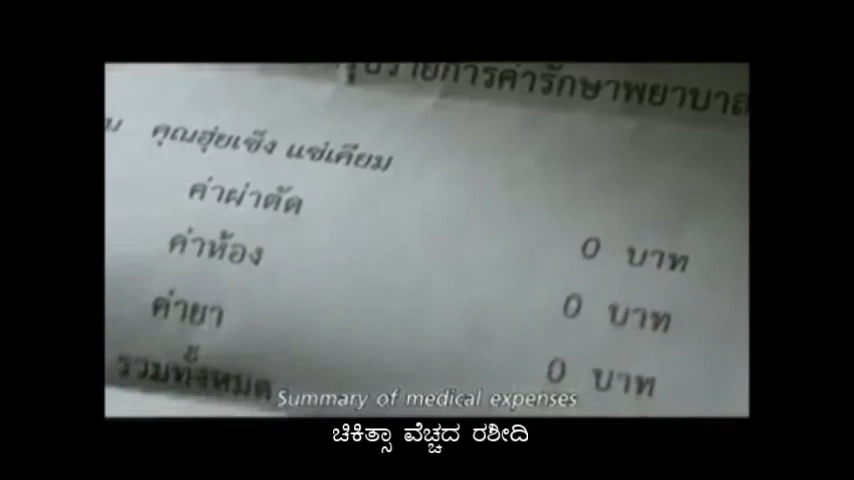 สรุปรายการค่ารักษาพยาบาล
คุณฮุ่ยเซ็ง แซ่เคียม
ค่าผ่าตัด 0 บาท
ค่าห้อง 0 บาท
ค่ายา 0 บาท
รวมทั้งหมด
Summary of medical expenses
ಚಿಕಿತ್ಸಾ ವೆಚ್ಚದ ರಶೀದಿ